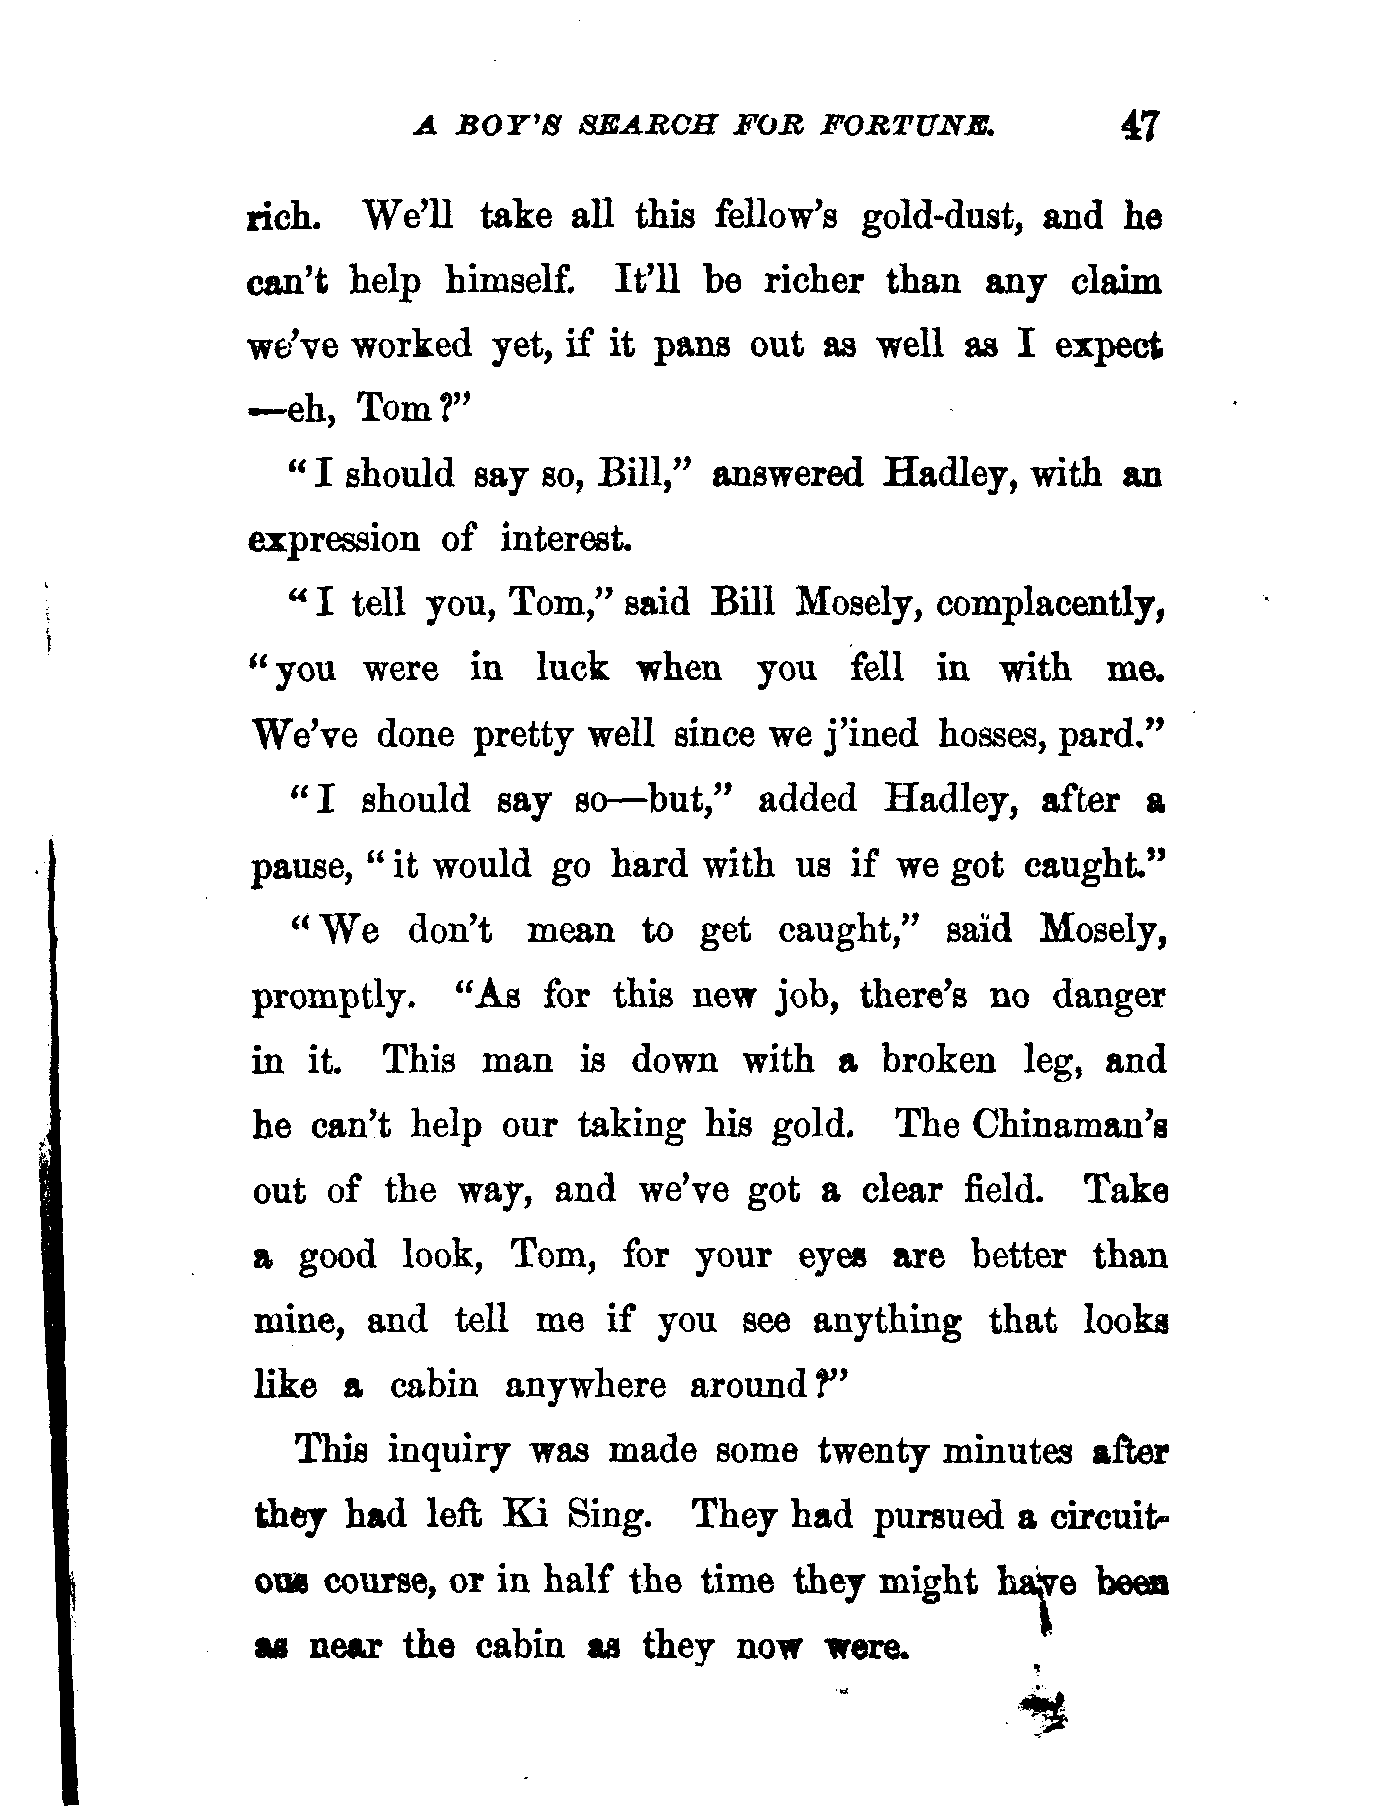 A BOY'S SEARCH FOR FORTUNE. 47
rich. We'll take all this fellow's gold-dust, and he
can't help himself. It'll be richer than any claim
we've worked yet, if it pans out as well as I expect
—eh, Tom?"
"I should say so, Bill," answered Hadley, with an
expression of interest.
"I tell you, Tom," said Bill Mosely, complacently,
"you were in luck when you fell in with me.
We've done pretty well since we j'ined hosses, pard."
"I should say so—but," added Hadley, after a
pause, "it would go hard with us if we got caught."
"We don't mean to get caught," said Mosely,
promptly. "As for this new job, there's no danger
in it. This man is down with a broken leg, and
he can't help our taking his gold. The Chinaman's
out of the way, and we've got a clear field. Take
a good look, Tom, for your eyes are better than
mine, and tell me if you see anything that looks
like a cabin anywhere around?"
This inquiry was made some twenty minutes after
they had left Ki Sing. They had pursued a circuit-
ous course, or in half the time they might have been
as near the cabin as they now were.